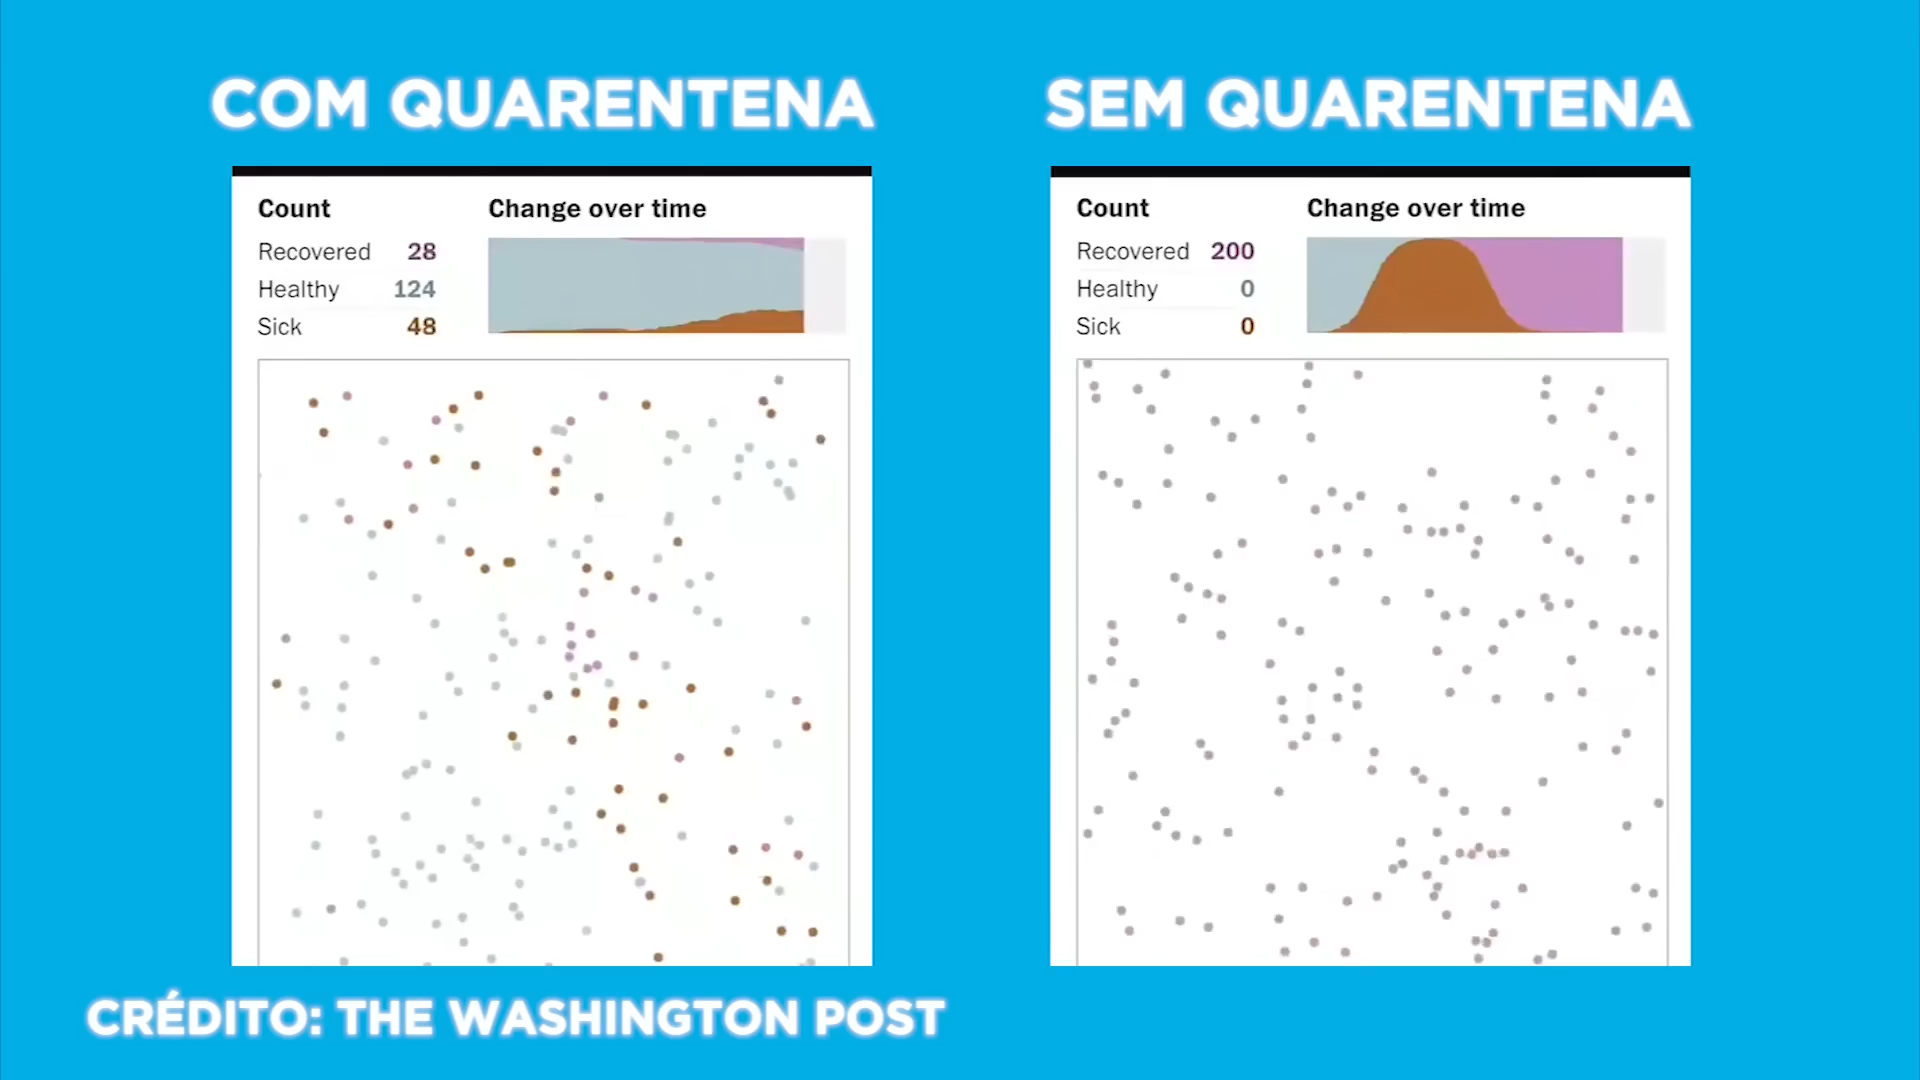 COM QUARENTENA
SEM QUARENTENA
Count
Change over time
Recovered 28
Healthy 124
Sick 48
Count
Change over time
Recovered 200
Healthy 0
Sick 0
CRÉDITO: THE WASHINGTON POST